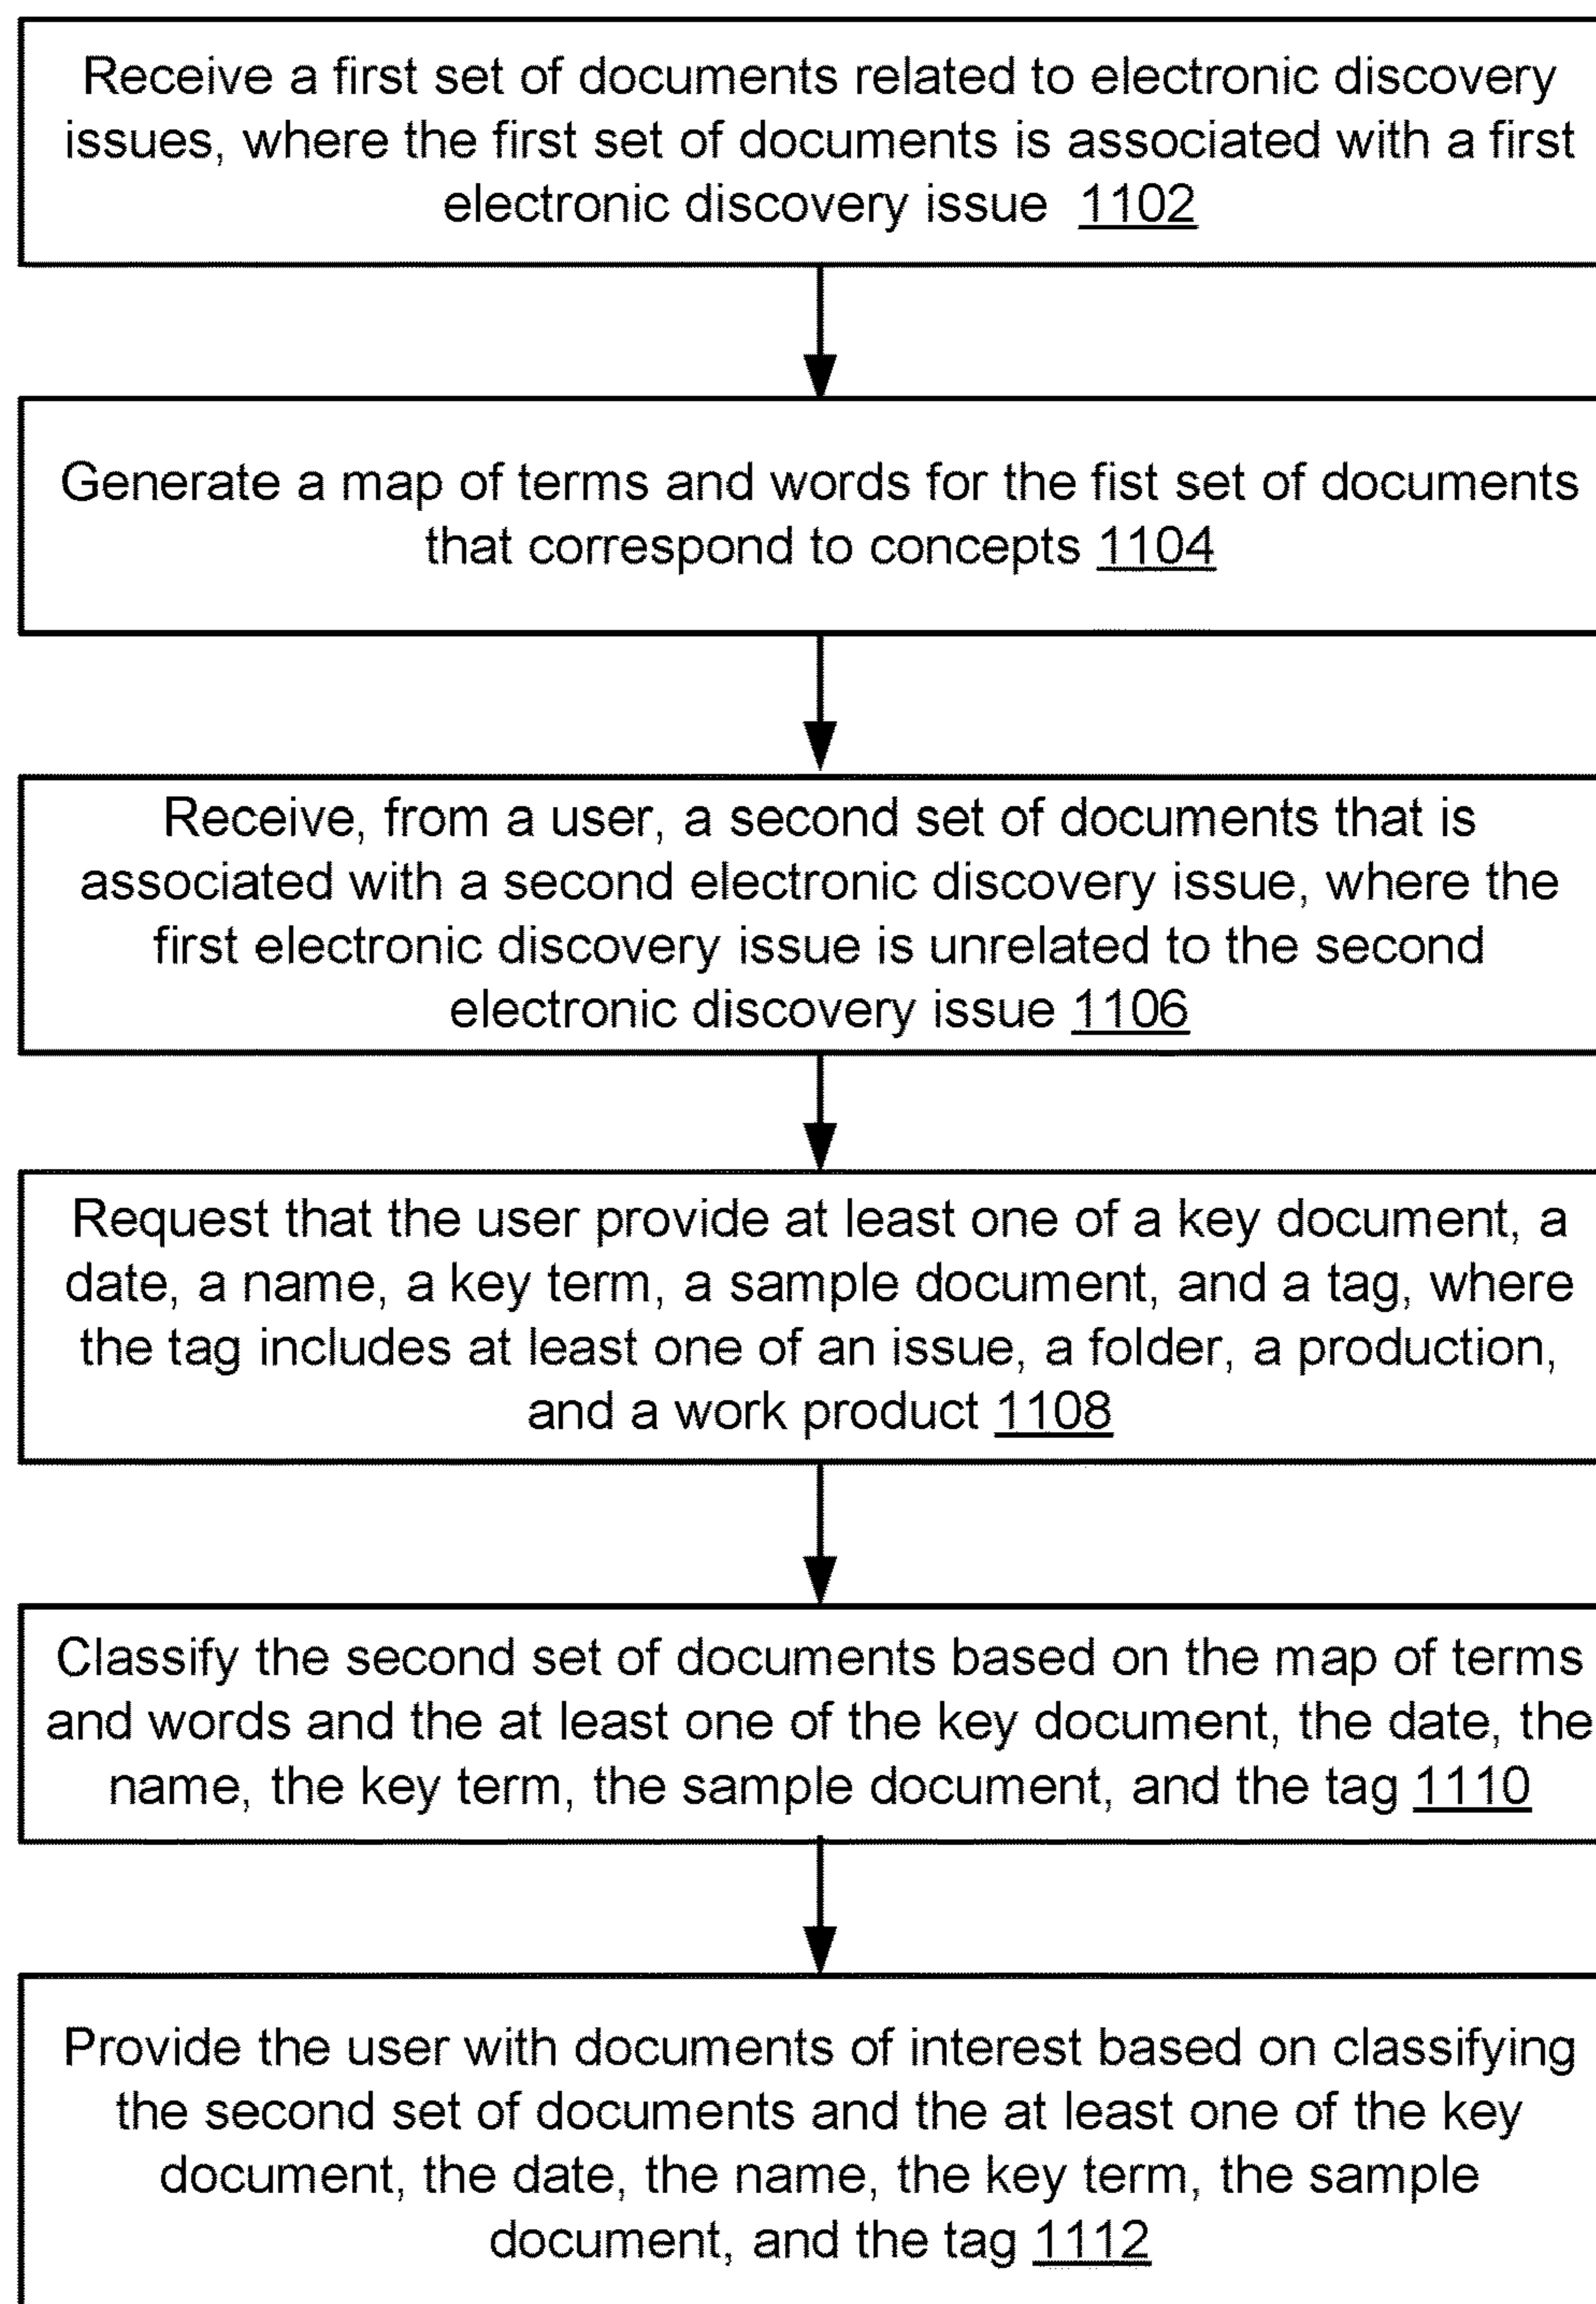 Receive a first set of documents related to electronic discovery
issues, where the first set of documents is associated with a first
electronic discovery issue 1102
Generate a map of terms and words for the fist set of documents
that correspond to concepts 1104
Receive, from a user, a second set of documents that is
associated with a second electronic discovery issue, where the
first electronic discovery issue is unrelated to the second
electronic discovery issue 1106
Request that the user provide at least one of a key document, a
date, a name, a key term, a sample document, and a tag, where
the tag includes at least one of an issue, a folder, a production,
and a work product 1108
Classify the second set of documents based on the map of terms
and words and the at least one of the key document, the date, the
name, the key term, the sample document, and the tag 1110
Provide the user with documents of interest based on classifying
the second set of documents and the at least one of the key
document, the date, the name, the key term, the sample
document, and the tag 1112